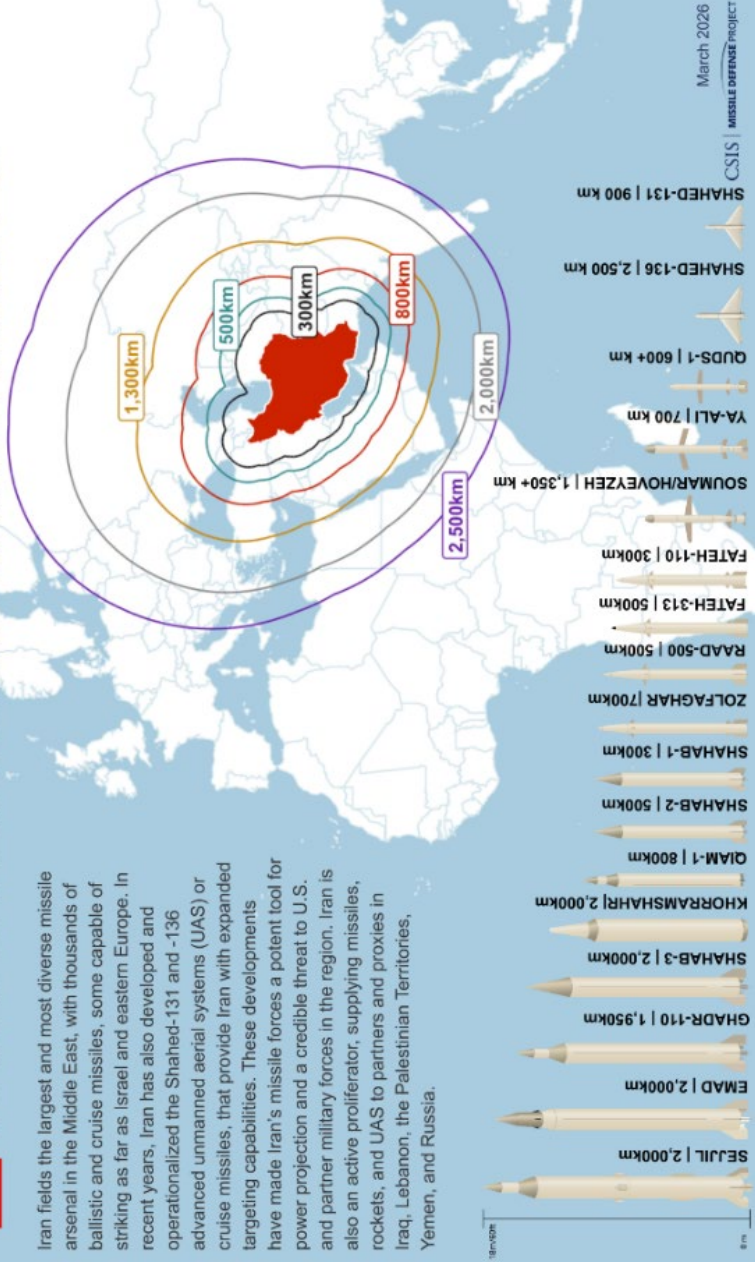 Iran fields the largest and most diverse missile
arsenal in the Middle East, with thousands of
ballistic and cruise missiles, some capable of
striking as far as Israel and eastern Europe. In
recent years, Iran has also developed and
operationalized the Shahed-131 and -136
advanced unmanned aerial systems (UAS) or
cruise missiles, that provide Iran with expanded
targeting capabilities. These developments
have made Iran's missile forces a potent tool for
power projection and a credible threat to U.S.
and partner military forces in the region. Iran is
also an active proliferator, supplying missiles,
rockets, and UAS to partners and proxies in
Iraq, Lebanon, the Palestinian Territories,
Yemen, and Russia.
1,300km
500km
300km
800km
2,000km
2,500km
SEJJIL | 2,000km
EMAD | 2,000km
GHADR-110 | 1,950km
SHAHAB-3 | 2,000km
KHORRAMSHAHR| 2,000km
QIAM-1 | 800km
SHAHAB-2 | 500km
SHAHAB-1 | 300km
ZOLFAGHAR |700km
RAAD-500 | 500km
FATEH-313 | 500km
FATEH-110 | 300km
SOUMAR/HOVEYZEH | 1,350+ km
YA-ALI | 700 km
QUDS-1 | 600+ km
SHAHED-136 | 2,500 km
SHAHED-131 | 900 km
0 m
March 2026
CSIS | MISSILE DEFENSE PROJECT